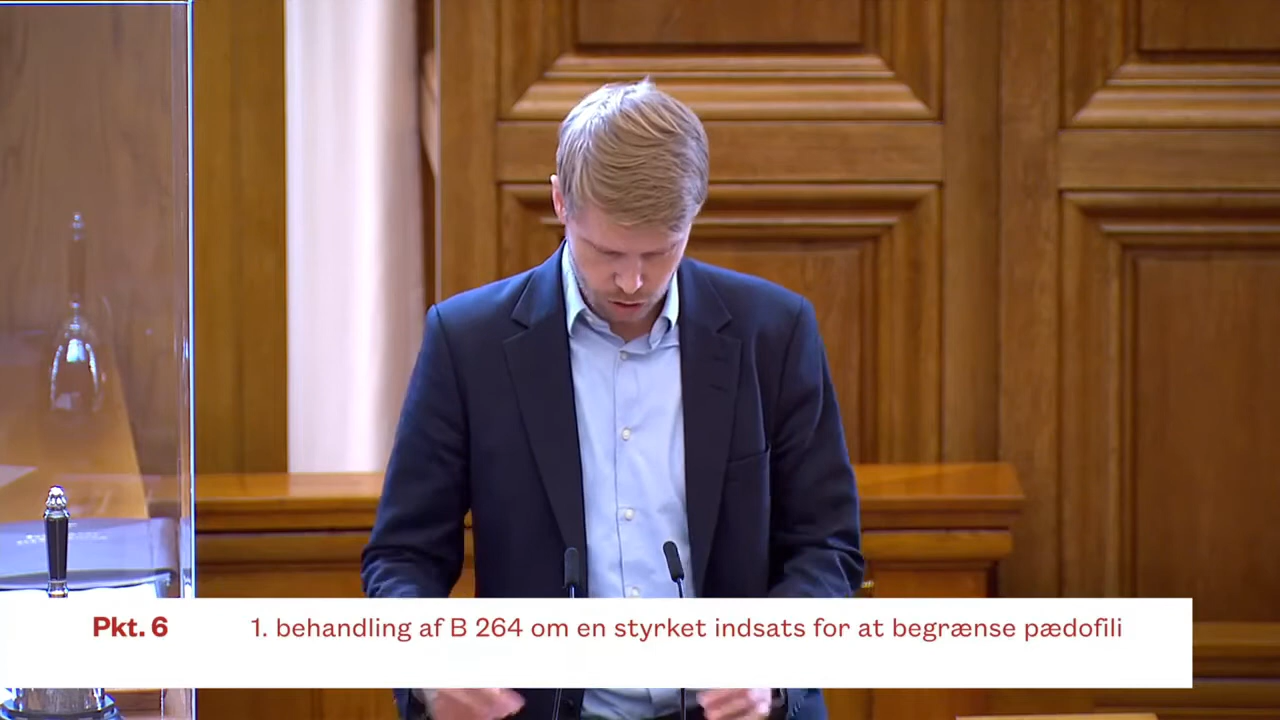 Pkt. 6 1. behandling af B 264 om en styrket indsats for at begrænse pædofili